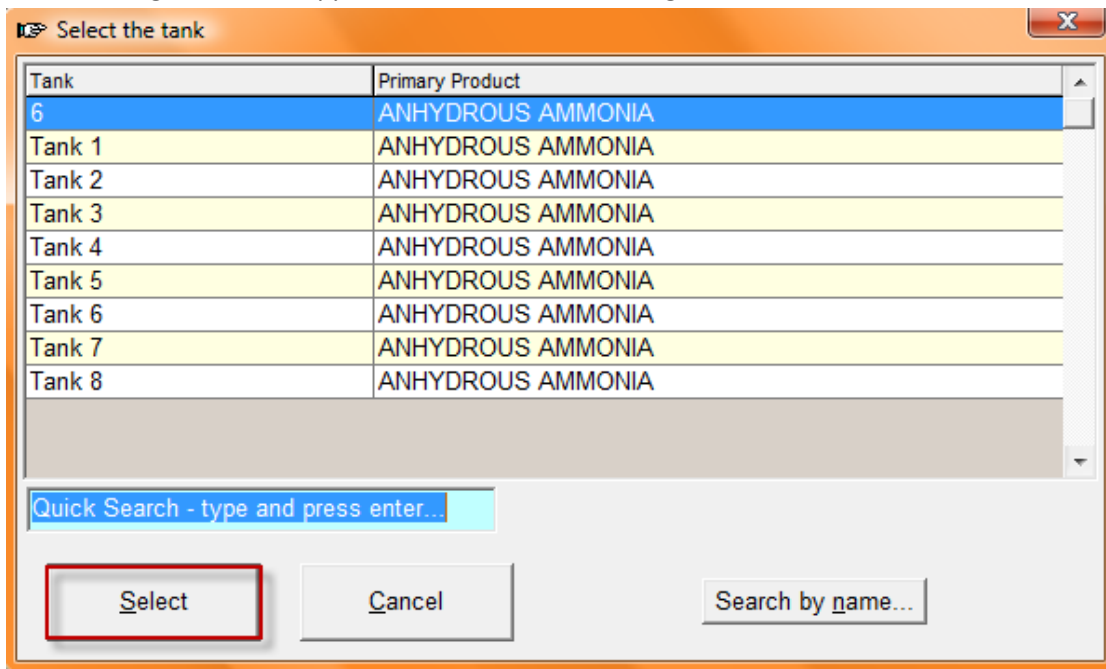 Select the tank
Tank Primary Product
6 ANHYDROUS AMMONIA
Tank 1 ANHYDROUS AMMONIA
Tank 2 ANHYDROUS AMMONIA
Tank 3 ANHYDROUS AMMONIA
Tank 4 ANHYDROUS AMMONIA
Tank 5 ANHYDROUS AMMONIA
Tank 6 ANHYDROUS AMMONIA
Tank 7 ANHYDROUS AMMONIA
Tank 8 ANHYDROUS AMMONIA
Quick Search - type and press enter...
Select Cancel Search by name...